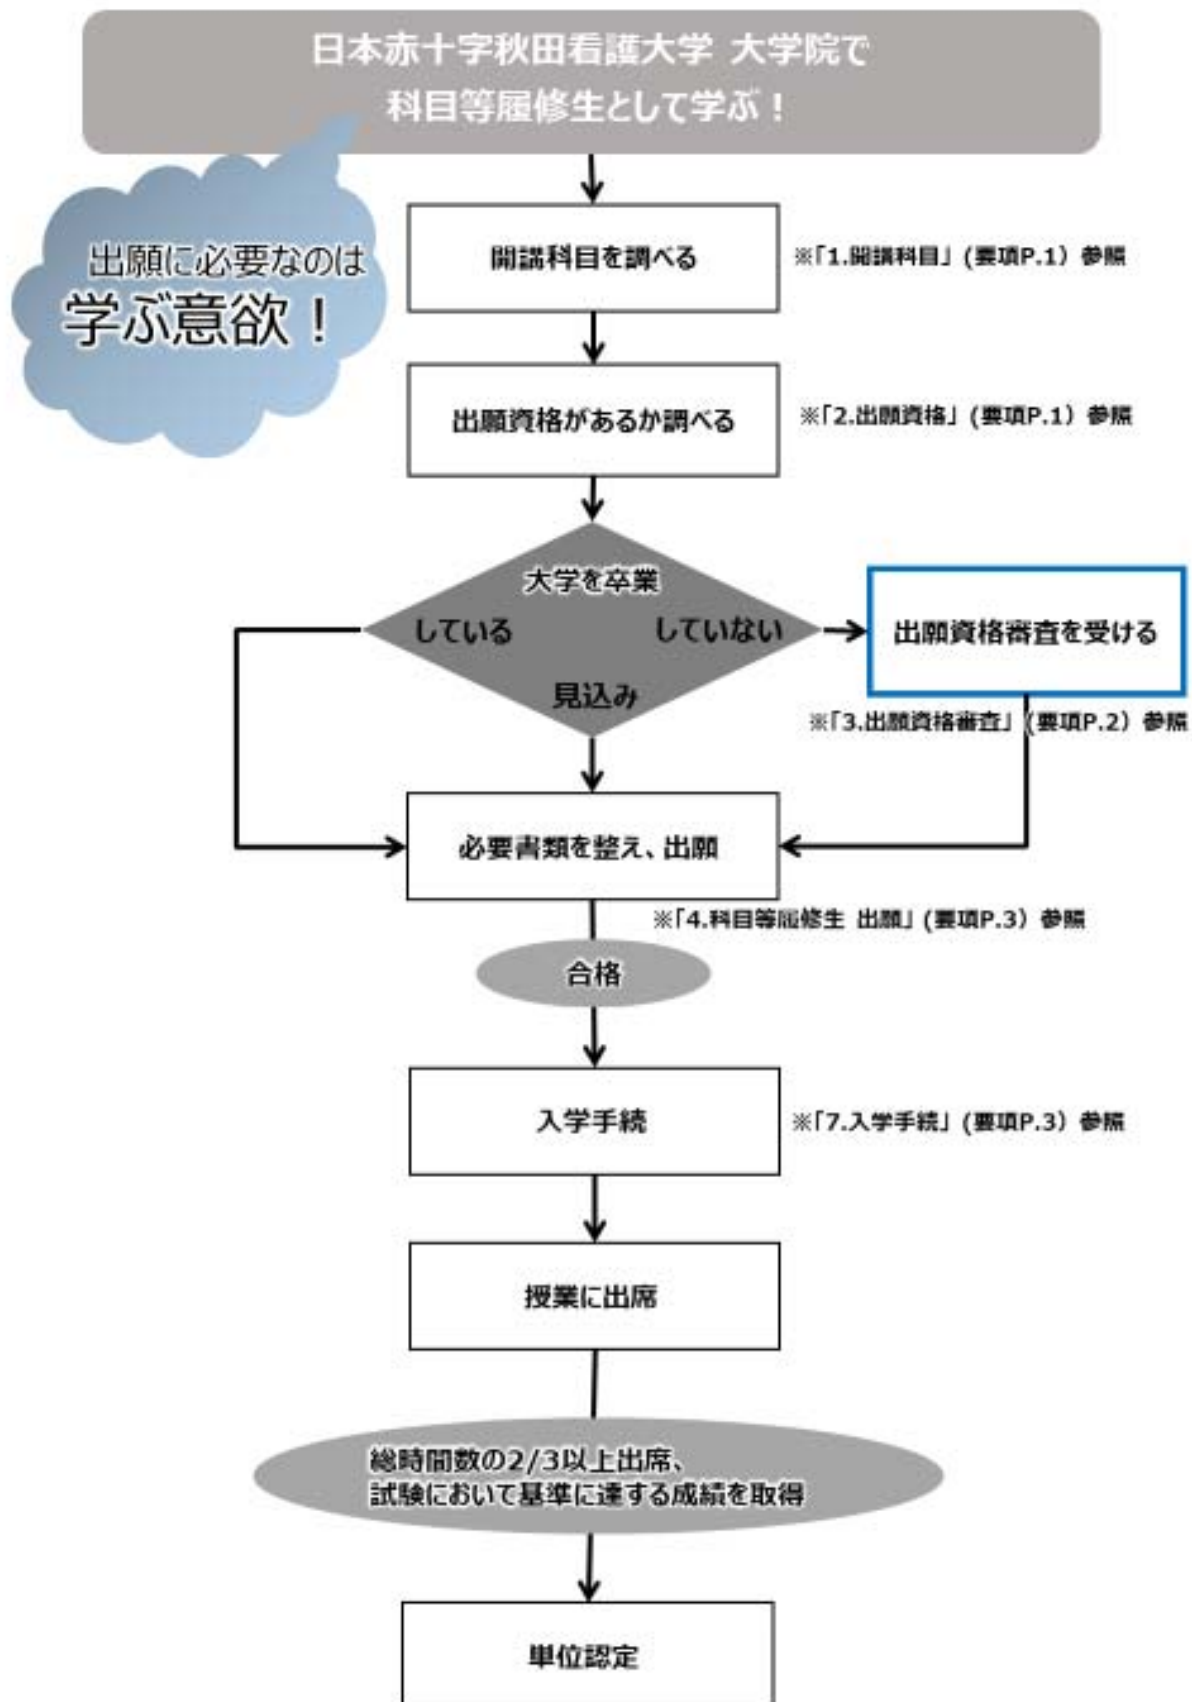 日本赤十字秋田看護大学 大学院で
科目等履修生として学ぶ！
出願に必要なのは
学ぶ意欲！
開講科目を調べる
※「1.開講科目」(要項P.1）参照
出願資格があるか調べる
※「2.出願資格」(要項P.1）参照
大学を卒業
している
していない
見込み
出願資格審査を受ける
※「3.出願資格審査」(要項P.2）参照
必要書類を整え、出願
※「4.科目等履修生 出願」(要項P.3）参照
合格
入学手続
※「7.入学手続」(要項P.3）参照
授業に出席
総時間数の2/3以上出席、
試験において基準に達する成績を取得
単位認定